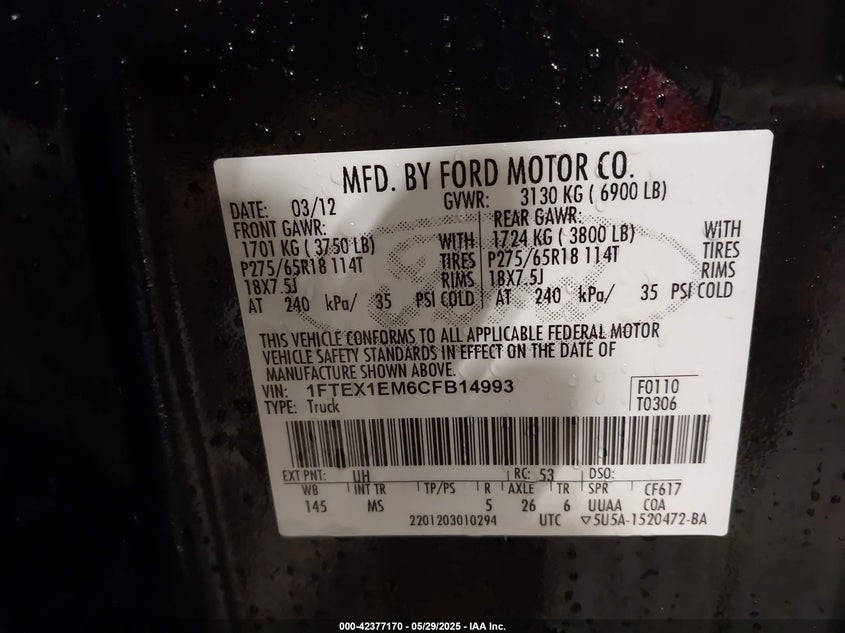 MFD. BY FORD MOTOR CO.
DATE: 03/12 GVWR: 3130 KG ( 6900 LB)
FRONT GAWR: REAR GAWR:
1701 KG ( 3750 LB) WITH 1724 KG ( 3800 LB) WITH
P275/65R18 114T TIRES P275/65R18 114T TIRES
18X7.5J RIMS 18X7.5J RIMS
AT 240 kPa/ 35 PSI COLD AT 240 kPa/ 35 PSI COLD
THIS VEHICLE CONFORMS TO ALL APPLICABLE FEDERAL MOTOR
VEHICLE SAFETY STANDARDS IN EFFECT ON THE DATE OF
MANUFACTURE SHOWN ABOVE.
VIN: 1FTEX1EM6CFB14993 F0110
TYPE: Truck T0306
EXT PNT: UH RC: 53 DSO:
WB INT TR TP/PS R AXLE TR SPR CF617
145 MS 5 26 6 UUAA COA
2201203010294 UTC ▽5U5A-1520472-BA
000-42377170 - 05/29/2025 - IAA Inc.